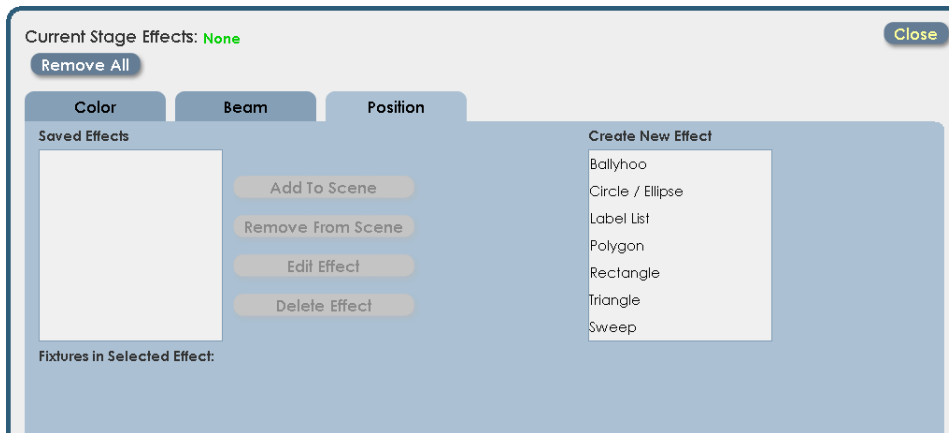 Current Stage Effects: None
Close
Remove All
Color
Beam
Position
Saved Effects
Create New Effect
Ballyhoo
Add To Scene
Circle / Ellipse
Label List
Remove From Scene
Polygon
Edit Effect
Rectangle
Delete Effect
Triangle
Sweep
Fixtures in Selected Effect: